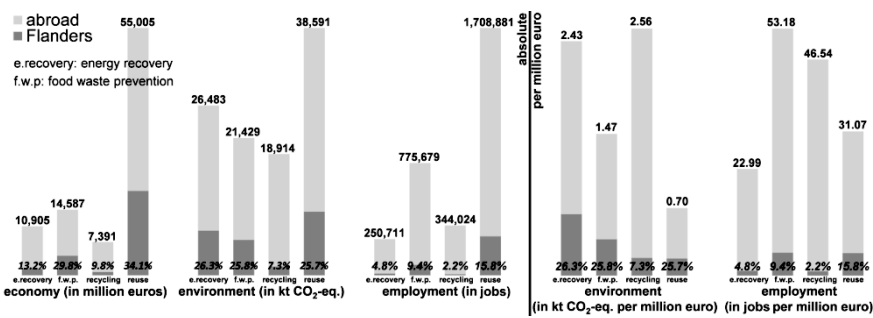 abroad
Flanders
e.recovery: energy recovery
f.w.p: food waste prevention
10,905
14,587
7,391
55,005
13.2% 29.8% 9.8% 34.1%
e.recovery f.w.p. recycling reuse
economy (in million euros)
26,483
21,429
18,914
38,591
26.3% 25.8% 7.3% 25.7%
e.recovery f.w.p. recycling reuse
environment (in kt CO₂-eq.)
250,711
775,679
344,024
1,708,881
4.8% 9.4% 2.2% 15.8%
e.recovery f.w.p. recycling reuse
employment (in jobs)
absolute
per million euro
2.43
1.47
2.56
0.70
26.3% 25.8% 7.3% 25.7%
e.recovery f.w.p. recycling reuse
environment
(in kt CO₂-eq. per million euro)
22.99
53.18
46.54
31.07
4.8% 9.4% 2.2% 15.8%
e.recovery f.w.p. recycling reuse
employment
(in jobs per million euro)